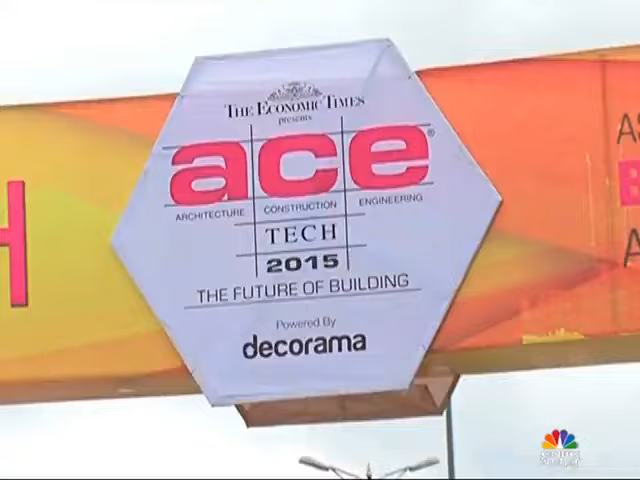 THE ECONOMIC TIMES
presents
ace®
ARCHITECTURE CONSTRUCTION ENGINEERING
TECH
2015
THE FUTURE OF BUILDING
Powered By
decorama
H